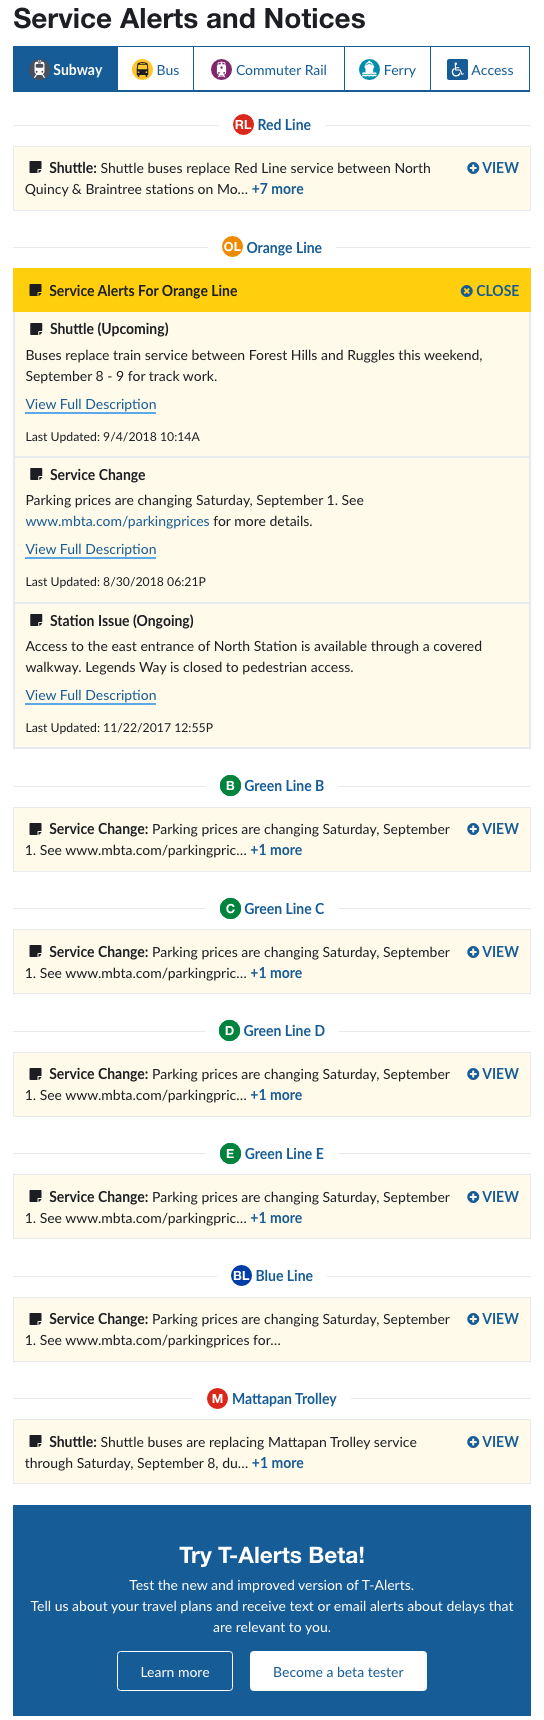 Service Alerts and Notices
Subway Bus Commuter Rail Ferry Access
RL Red Line
Shuttle: Shuttle buses replace Red Line service between North VIEW
Quincy & Braintree stations on Mo... +7 more
OL Orange Line
Service Alerts For Orange Line CLOSE
Shuttle (Upcoming)
Buses replace train service between Forest Hills and Ruggles this weekend,
September 8 - 9 for track work.
View Full Description
Last Updated: 9/4/2018 10:14A
Service Change
Parking prices are changing Saturday, September 1. See
www.mbta.com/parkingprices for more details.
View Full Description
Last Updated: 8/30/2018 06:21P
Station Issue (Ongoing)
Access to the east entrance of North Station is available through a covered
walkway. Legends Way is closed to pedestrian access.
View Full Description
Last Updated: 11/22/2017 12:55P
B Green Line B
Service Change: Parking prices are changing Saturday, September VIEW
1. See www.mbta.com/parkingpric... +1 more
C Green Line C
Service Change: Parking prices are changing Saturday, September VIEW
1. See www.mbta.com/parkingpric... +1 more
D Green Line D
Service Change: Parking prices are changing Saturday, September VIEW
1. See www.mbta.com/parkingpric... +1 more
E Green Line E
Service Change: Parking prices are changing Saturday, September VIEW
1. See www.mbta.com/parkingpric... +1 more
BL Blue Line
Service Change: Parking prices are changing Saturday, September VIEW
1. See www.mbta.com/parkingprices for...
M Mattapan Trolley
Shuttle: Shuttle buses are replacing Mattapan Trolley service VIEW
through Saturday, September 8, du... +1 more
Try T-Alerts Beta!
Test the new and improved version of T-Alerts.
Tell us about your travel plans and receive text or email alerts about delays that
are relevant to you.
Learn more Become a beta tester